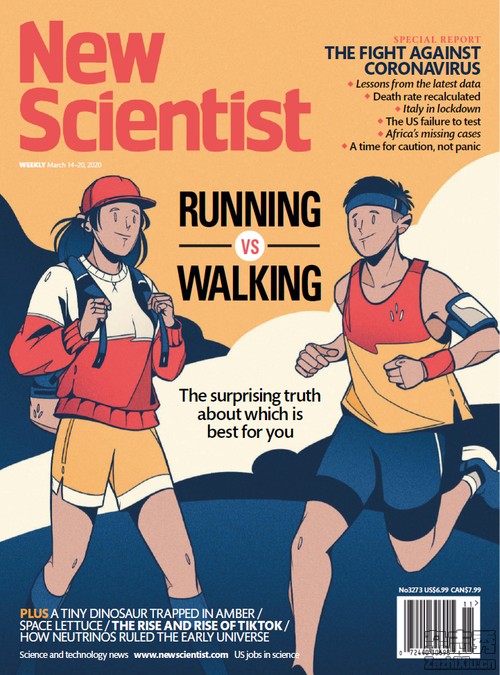 New
Scientist
WEEKLY March 14–20, 2020
SPECIAL REPORT
THE FIGHT AGAINST
CORONAVIRUS
Lessons from the latest data
Death rate recalculated
Italy in lockdown
The US failure to test
Africa's missing cases
A time for caution, not panic
RUNNING
VS
WALKING
The surprising truth
about which is
best for you
PLUS A TINY DINOSAUR TRAPPED IN AMBER /
SPACE LETTUCE / THE RISE AND RISE OF TIKTOK /
HOW NEUTRINOS RULED THE EARLY UNIVERSE
Science and technology news www.newscientist.com US jobs in science
No3273 US$6.99 CAN$7.99
11
ZaZhiXiu.cn